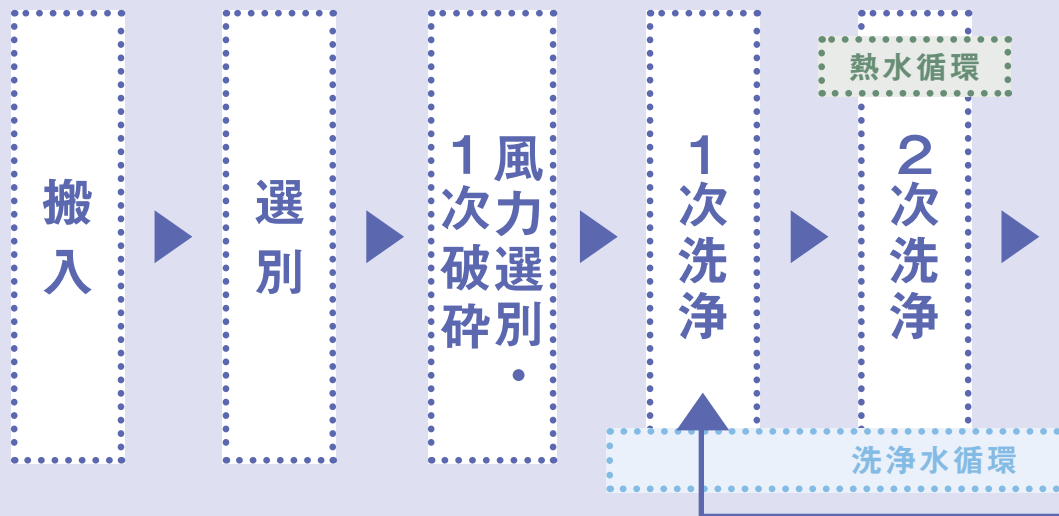 搬入
選別
風力選別・
1次破砕
1次洗浄
熱水循環
2次洗浄
洗浄水循環